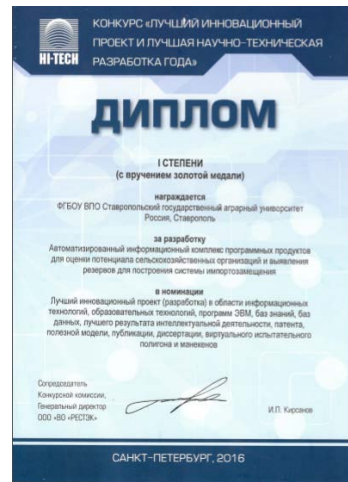 КОНКУРС «ЛУЧШИЙ ИННОВАЦИОННЫЙ
ПРОЕКТ И ЛУЧШАЯ НАУЧНО-ТЕХНИЧЕСКАЯ
РАЗРАБОТКА ГОДА»
HI-TECH
ДИПЛОМ
I СТЕПЕНИ
(с вручением золотой медали)
награждается
ФГБОУ ВПО Ставропольский государственный аграрный университет
Россия, Ставрополь
за разработку
Автоматизированный информационный комплекс программных продуктов
для оценки потенциала сельскохозяйственных организаций и выявления
резервов для построения системы импортозамещения
в номинации
Лучший инновационный проект (разработка) в области информационных
технологий, образовательных технологий, программ ЭВМ, баз знаний, баз
данных, лучшего результата интеллектуальной деятельности, патента,
полезной модели, публикации, диссертации, виртуального испытательного
полигона и манекенов
Сопредседатель
Конкурсной комиссии,
Генеральный директор
ООО «ВО «РЕСТЭК»
И.П. Кирсанов
САНКТ-ПЕТЕРБУРГ, 2016